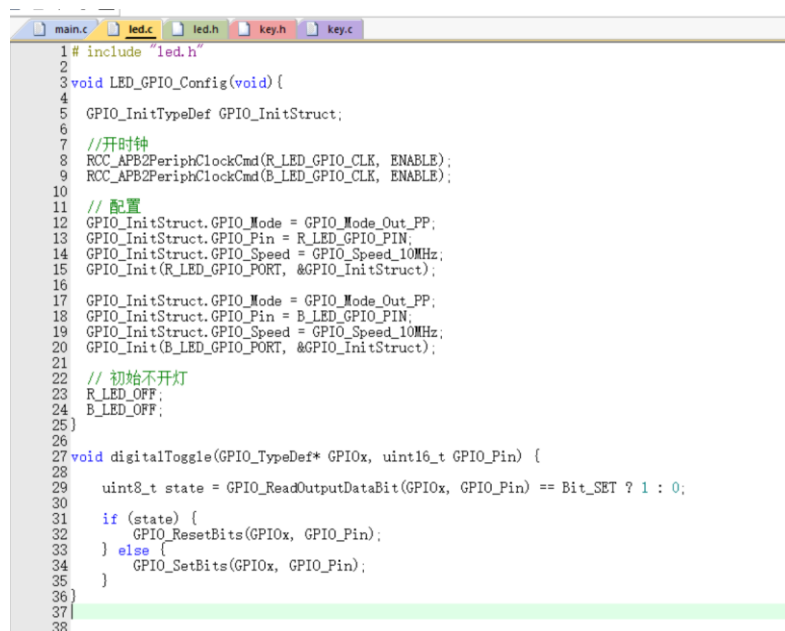 main.c led.c led.h key.h key.c
1 # include "led.h"
2
3 void LED_GPIO_Config(void){
4
5 GPIO_InitTypeDef GPIO_InitStruct;
6
7 //开时钟
8 RCC_APB2PeriphClockCmd(R_LED_GPIO_CLK, ENABLE);
9 RCC_APB2PeriphClockCmd(B_LED_GPIO_CLK, ENABLE);
10
11 // 配置
12 GPIO_InitStruct.GPIO_Mode = GPIO_Mode_Out_PP;
13 GPIO_InitStruct.GPIO_Pin = R_LED_GPIO_PIN;
14 GPIO_InitStruct.GPIO_Speed = GPIO_Speed_10MHz;
15 GPIO_Init(R_LED_GPIO_PORT, &GPIO_InitStruct);
16
17 GPIO_InitStruct.GPIO_Mode = GPIO_Mode_Out_PP;
18 GPIO_InitStruct.GPIO_Pin = B_LED_GPIO_PIN;
19 GPIO_InitStruct.GPIO_Speed = GPIO_Speed_10MHz;
20 GPIO_Init(B_LED_GPIO_PORT, &GPIO_InitStruct);
21
22 // 初始不开灯
23 R_LED_OFF;
24 B_LED_OFF;
25 }
26
27 void digitalToggle(GPIO_TypeDef* GPIOx, uint16_t GPIO_Pin) {
28
29 uint8_t state = GPIO_ReadOutputDataBit(GPIOx, GPIO_Pin) == Bit_SET ? 1 : 0;
30
31 if (state) {
32 GPIO_ResetBits(GPIOx, GPIO_Pin);
33 } else {
34 GPIO_SetBits(GPIOx, GPIO_Pin);
35 }
36 }
37
38